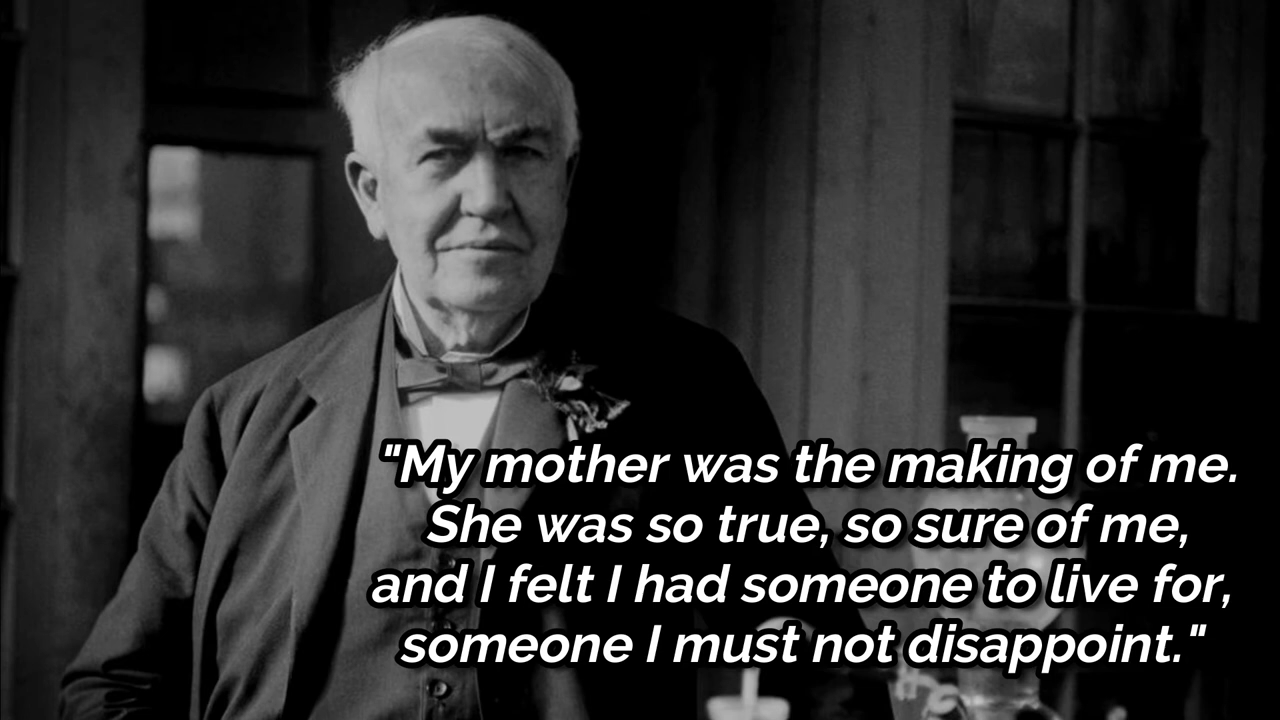 "My mother was the making of me.
She was so true, so sure of me,
and I felt I had someone to live for,
someone I must not disappoint."